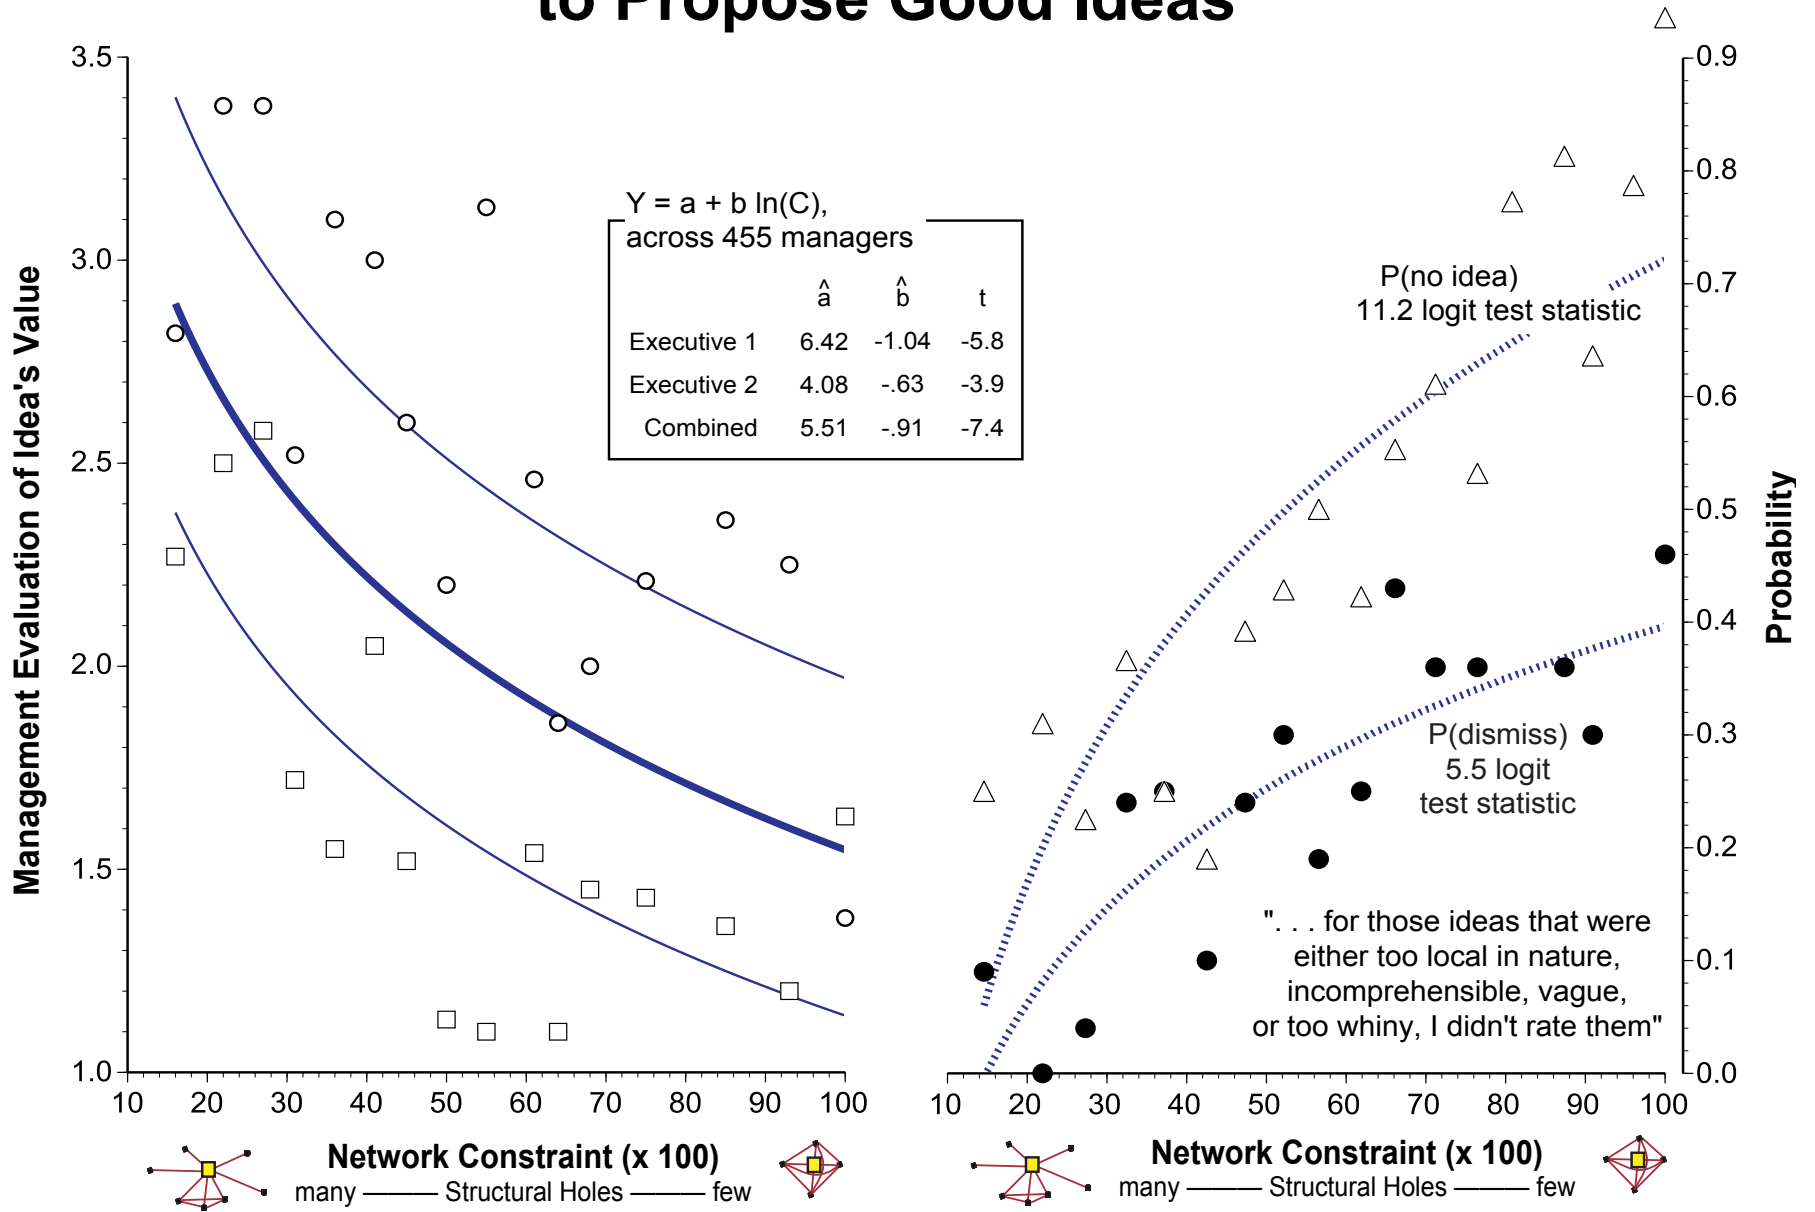 to Propose Good Ideas
Management Evaluation of Idea's Value
3.5
3.0
2.5
2.0
1.5
1.0
10 20 30 40 50 60 70 80 90 100
Y = a + b ln(C),
across 455 managers
â b̂ t
Executive 1 6.42 -1.04 -5.8
Executive 2 4.08 -.63 -3.9
Combined 5.51 -.91 -7.4
Network Constraint (x 100)
many ——— Structural Holes ——— few
P(no idea)
11.2 logit test statistic
P(dismiss)
5.5 logit
test statistic
". . . for those ideas that were
either too local in nature,
incomprehensible, vague,
or too whiny, I didn't rate them"
0.9
0.8
0.7
0.6
0.5
0.4
0.3
0.2
0.1
0.0
Probability
10 20 30 40 50 60 70 80 90 100
Network Constraint (x 100)
many ——— Structural Holes ——— few